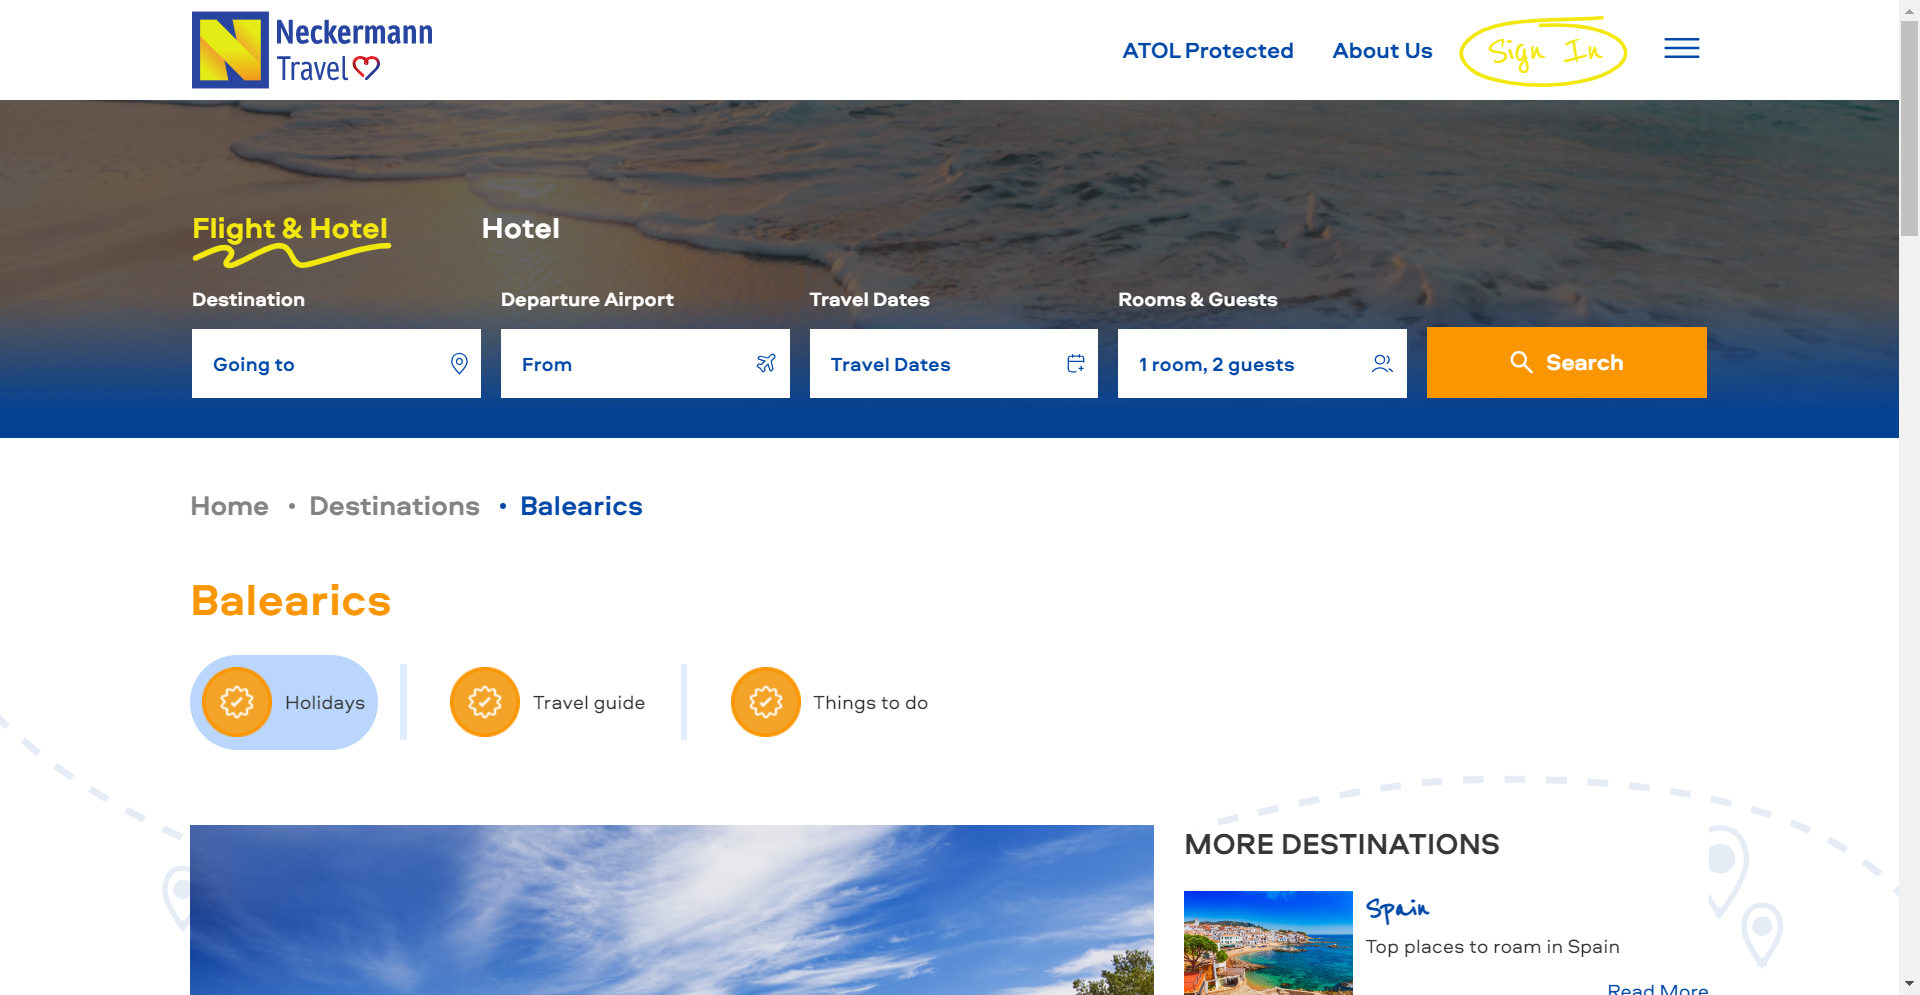 Neckermann
Travel
ATOL Protected
About Us
Sign In
Flight & Hotel
Hotel
Destination
Departure Airport
Travel Dates
Rooms & Guests
Going to
From
Travel Dates
1 room, 2 guests
Search
Home • Destinations • Balearics
Balearics
Holidays
Travel guide
Things to do
MORE DESTINATIONS
Spain
Top places to roam in Spain
Read More